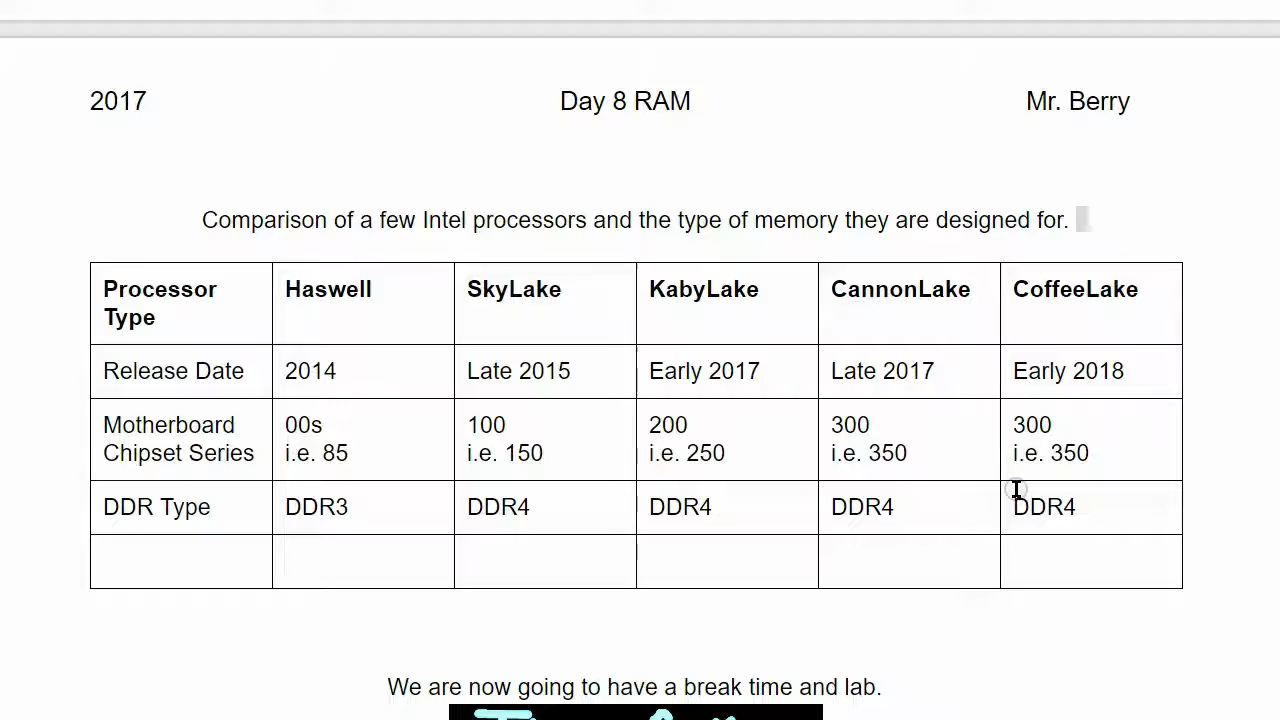 2017 Day 8 RAM Mr. Berry
Comparison of a few Intel processors and the type of memory they are designed for.
Processor Type Haswell SkyLake KabyLake CannonLake CoffeeLake
Release Date 2014 Late 2015 Early 2017 Late 2017 Early 2018
Motherboard 00s 100 200 300 300
Chipset Series i.e. 85 i.e. 150 i.e. 250 i.e. 350 i.e. 350
DDR Type DDR3 DDR4 DDR4 DDR4 DDR4
We are now going to have a break time and lab.